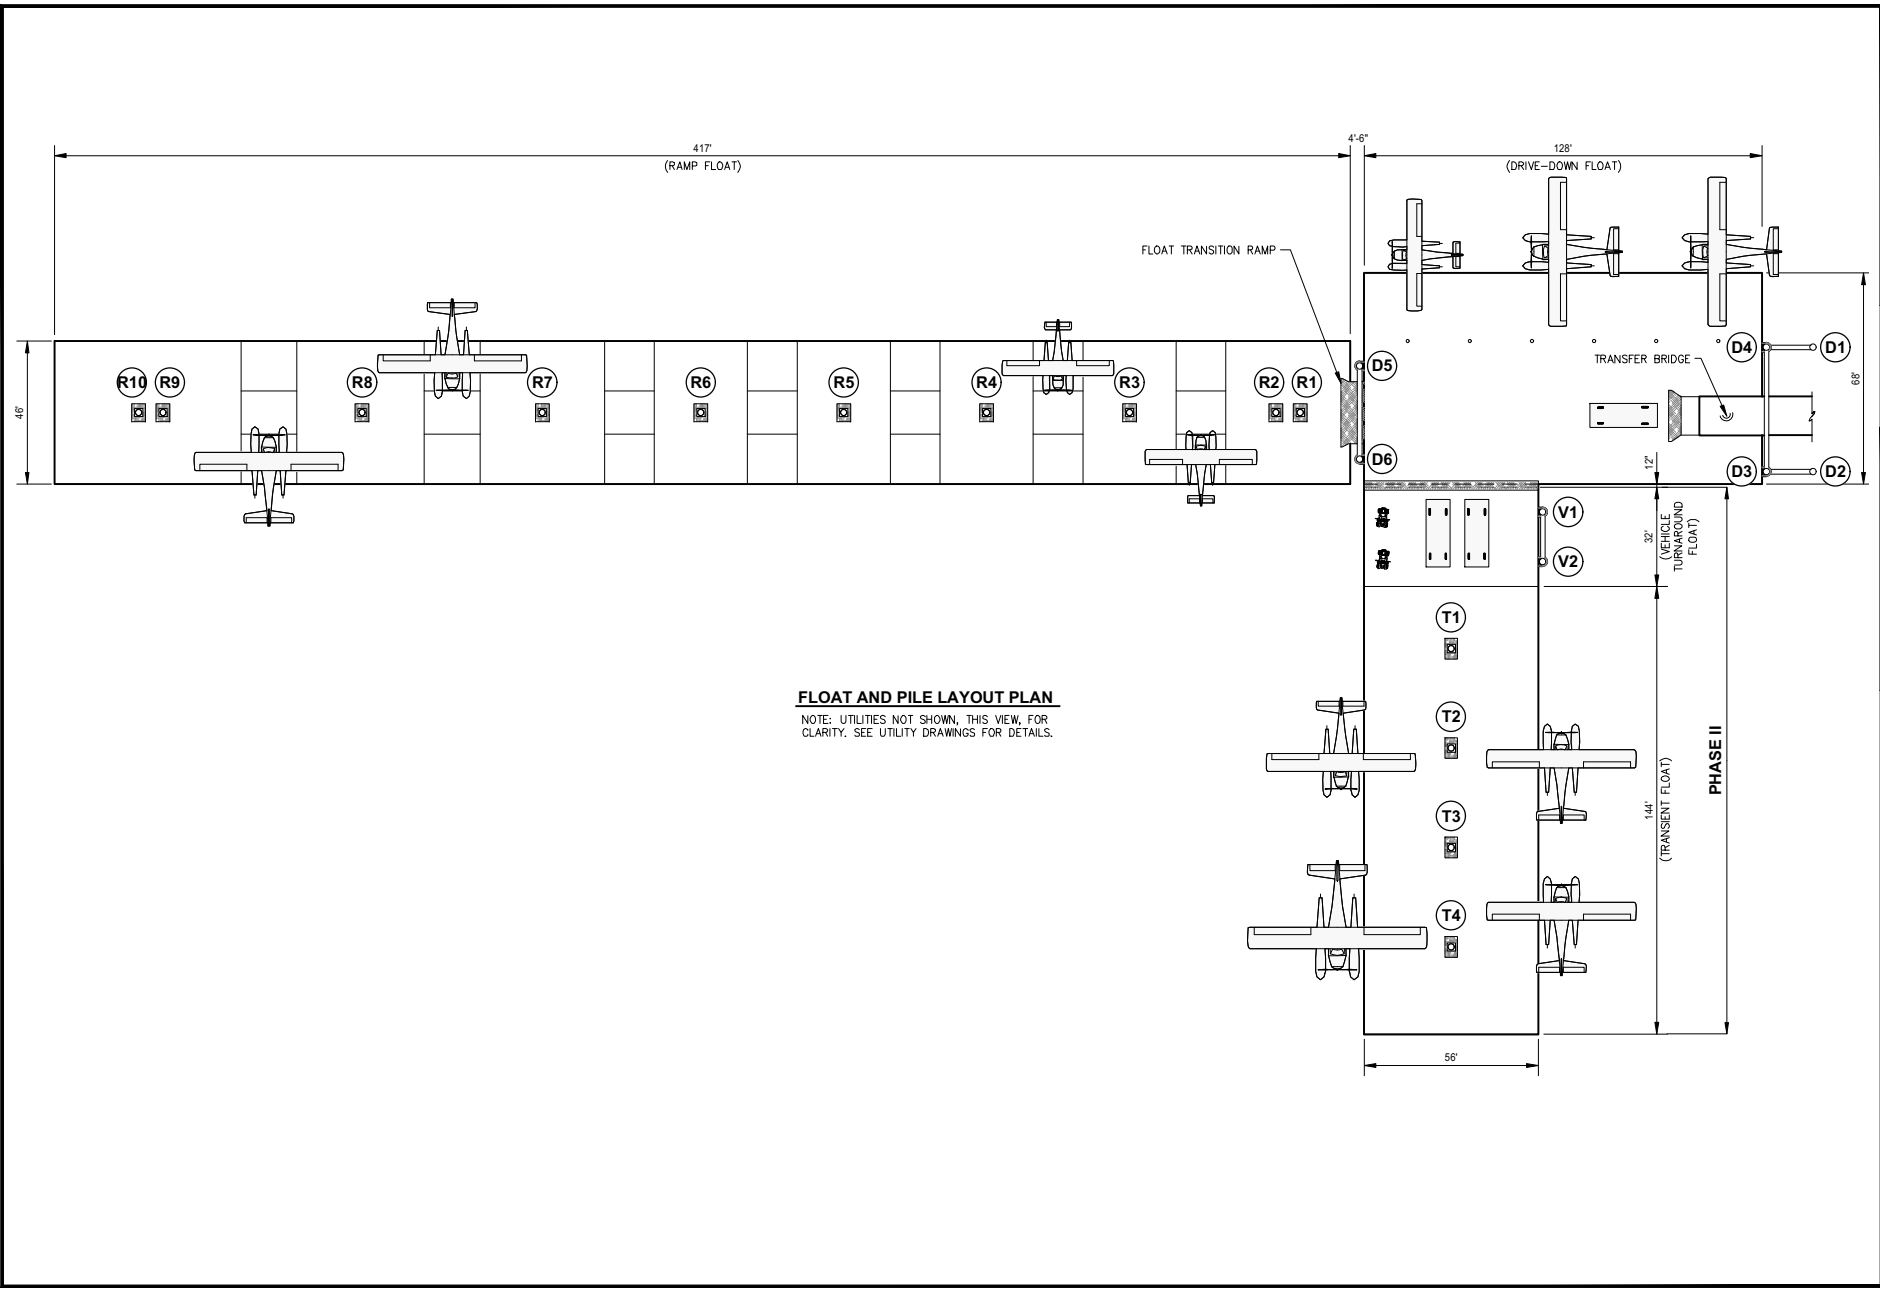 417'
(RAMP FLOAT)
4'-6"
128'
(DRIVE-DOWN FLOAT)
FLOAT TRANSITION RAMP
TRANSFER BRIDGE
D4
D1
D5
R10
R9
R8
R7
R6
R5
R4
R3
R2
R1
46'
68'
D6
D3
D2
12"
V1
V2
32'
(VEHICLE
TURNAROUND
FLOAT)
T1
T2
T3
T4
FLOAT AND PILE LAYOUT PLAN
NOTE: UTILITIES NOT SHOWN, THIS VIEW, FOR
CLARITY. SEE UTILITY DRAWINGS FOR DETAILS.
144'
(TRANSIENT FLOAT)
PHASE II
56'